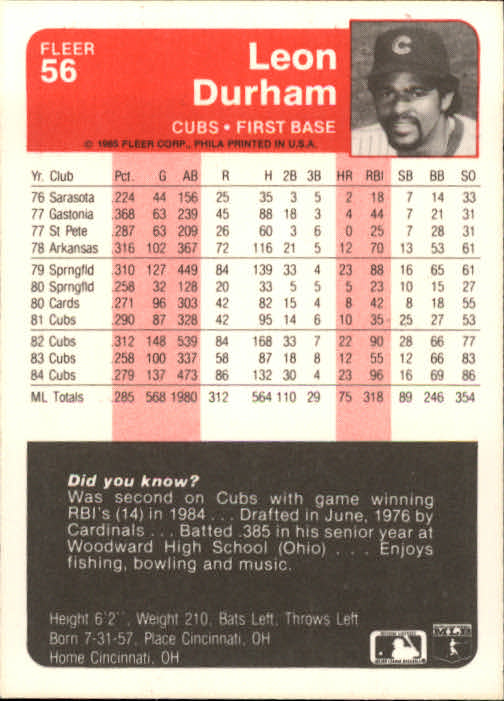 FLEER
56
Leon
Durham
CUBS • FIRST BASE
© 1985 FLEER CORP., PHILA PRINTED IN U.S.A.
Yr. Club Pct. G AB R H 2B 3B HR RBI SB BB SO
76 Sarasota .224 44 156 25 35 3 5 2 18 7 14 33
77 Gastonia .368 63 239 45 88 18 3 4 44 7 21 31
77 St Pete .287 63 209 26 60 3 6 0 25 7 28 31
78 Arkansas .316 102 367 72 116 21 5 12 70 13 53 61
79 Sprngfld .310 127 449 84 139 33 4 23 88 16 65 61
80 Sprngfld .258 32 128 20 33 5 5 5 23 10 15 27
80 Cards .271 96 303 42 82 15 4 8 42 8 18 55
81 Cubs .290 87 328 42 95 14 6 10 35 25 27 53
82 Cubs .312 148 539 84 168 33 7 22 90 28 66 77
83 Cubs .258 100 337 58 87 18 8 12 55 12 66 83
84 Cubs .279 137 473 86 132 30 4 23 96 16 69 86
ML Totals .285 568 1980 312 564 110 29 75 318 89 246 354
Did you know?
Was second on Cubs with game winning
RBI's (14) in 1984 . . . Drafted in June, 1976 by
Cardinals . . . Batted .385 in his senior year at
Woodward High School (Ohio) . . . Enjoys
fishing, bowling and music.
Height 6'2'', Weight 210, Bats Left, Throws Left
Born 7-31-57, Place Cincinnati, OH
Home Cincinnati, OH